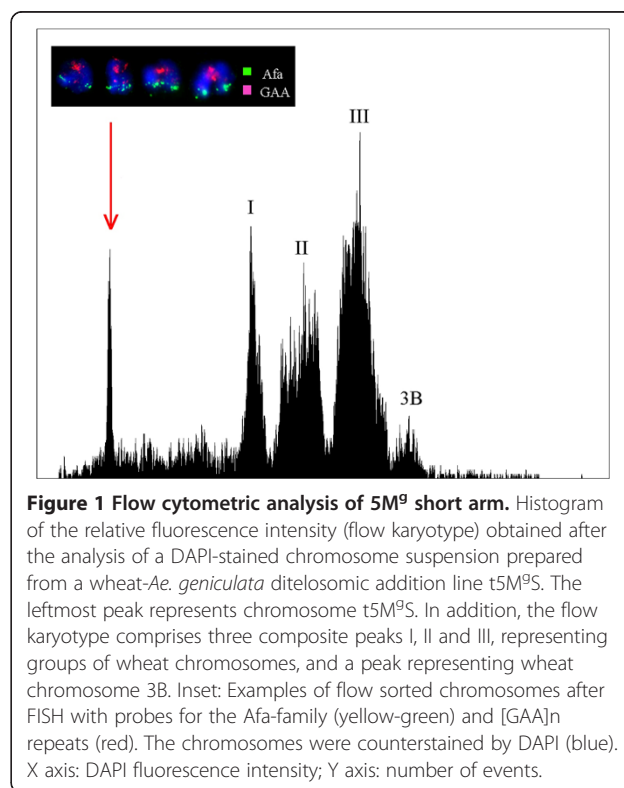 Afa
GAA
III
I
II
3B
Figure 1 Flow cytometric analysis of 5Mᵍ short arm. Histogram
of the relative fluorescence intensity (flow karyotype) obtained after
the analysis of a DAPI-stained chromosome suspension prepared
from a wheat-Ae. geniculata ditelosomic addition line t5MᵍS. The
leftmost peak represents chromosome t5MᵍS. In addition, the flow
karyotype comprises three composite peaks I, II and III, representing
groups of wheat chromosomes, and a peak representing wheat
chromosome 3B. Inset: Examples of flow sorted chromosomes after
FISH with probes for the Afa-family (yellow-green) and [GAA]n
repeats (red). The chromosomes were counterstained by DAPI (blue).
X axis: DAPI fluorescence intensity; Y axis: number of events.